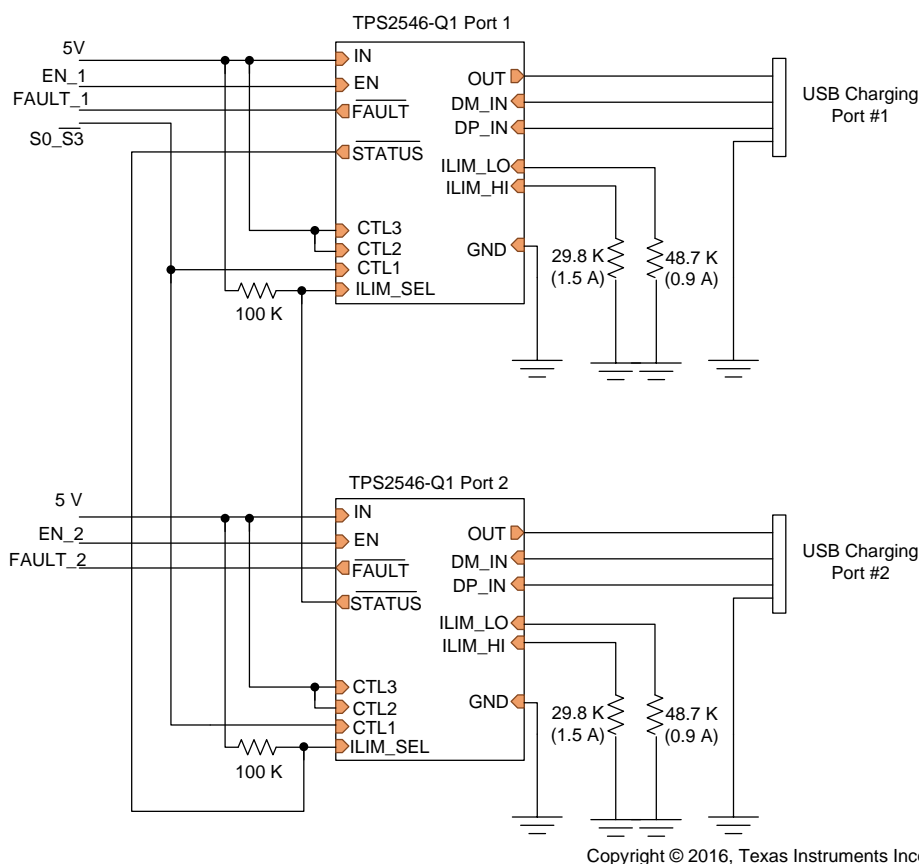 TPS2546-Q1 Port 1
5V
EN_1
FAULT_1
S0_S3
IN
EN
FAULT
STATUS
CTL3
CTL2
CTL1
ILIM_SEL
100 K
OUT
DM_IN
DP_IN
ILIM_LO
ILIM_HI
GND
29.8 K
(1.5 A)
48.7 K
(0.9 A)
USB Charging
Port #1
TPS2546-Q1 Port 2
5 V
EN_2
FAULT_2
IN
EN
FAULT
STATUS
CTL3
CTL2
CTL1
ILIM_SEL
100 K
OUT
DM_IN
DP_IN
ILIM_LO
ILIM_HI
GND
29.8 K
(1.5 A)
48.7 K
(0.9 A)
USB Charging
Port #2
Copyright © 2016, Texas Instruments Inc